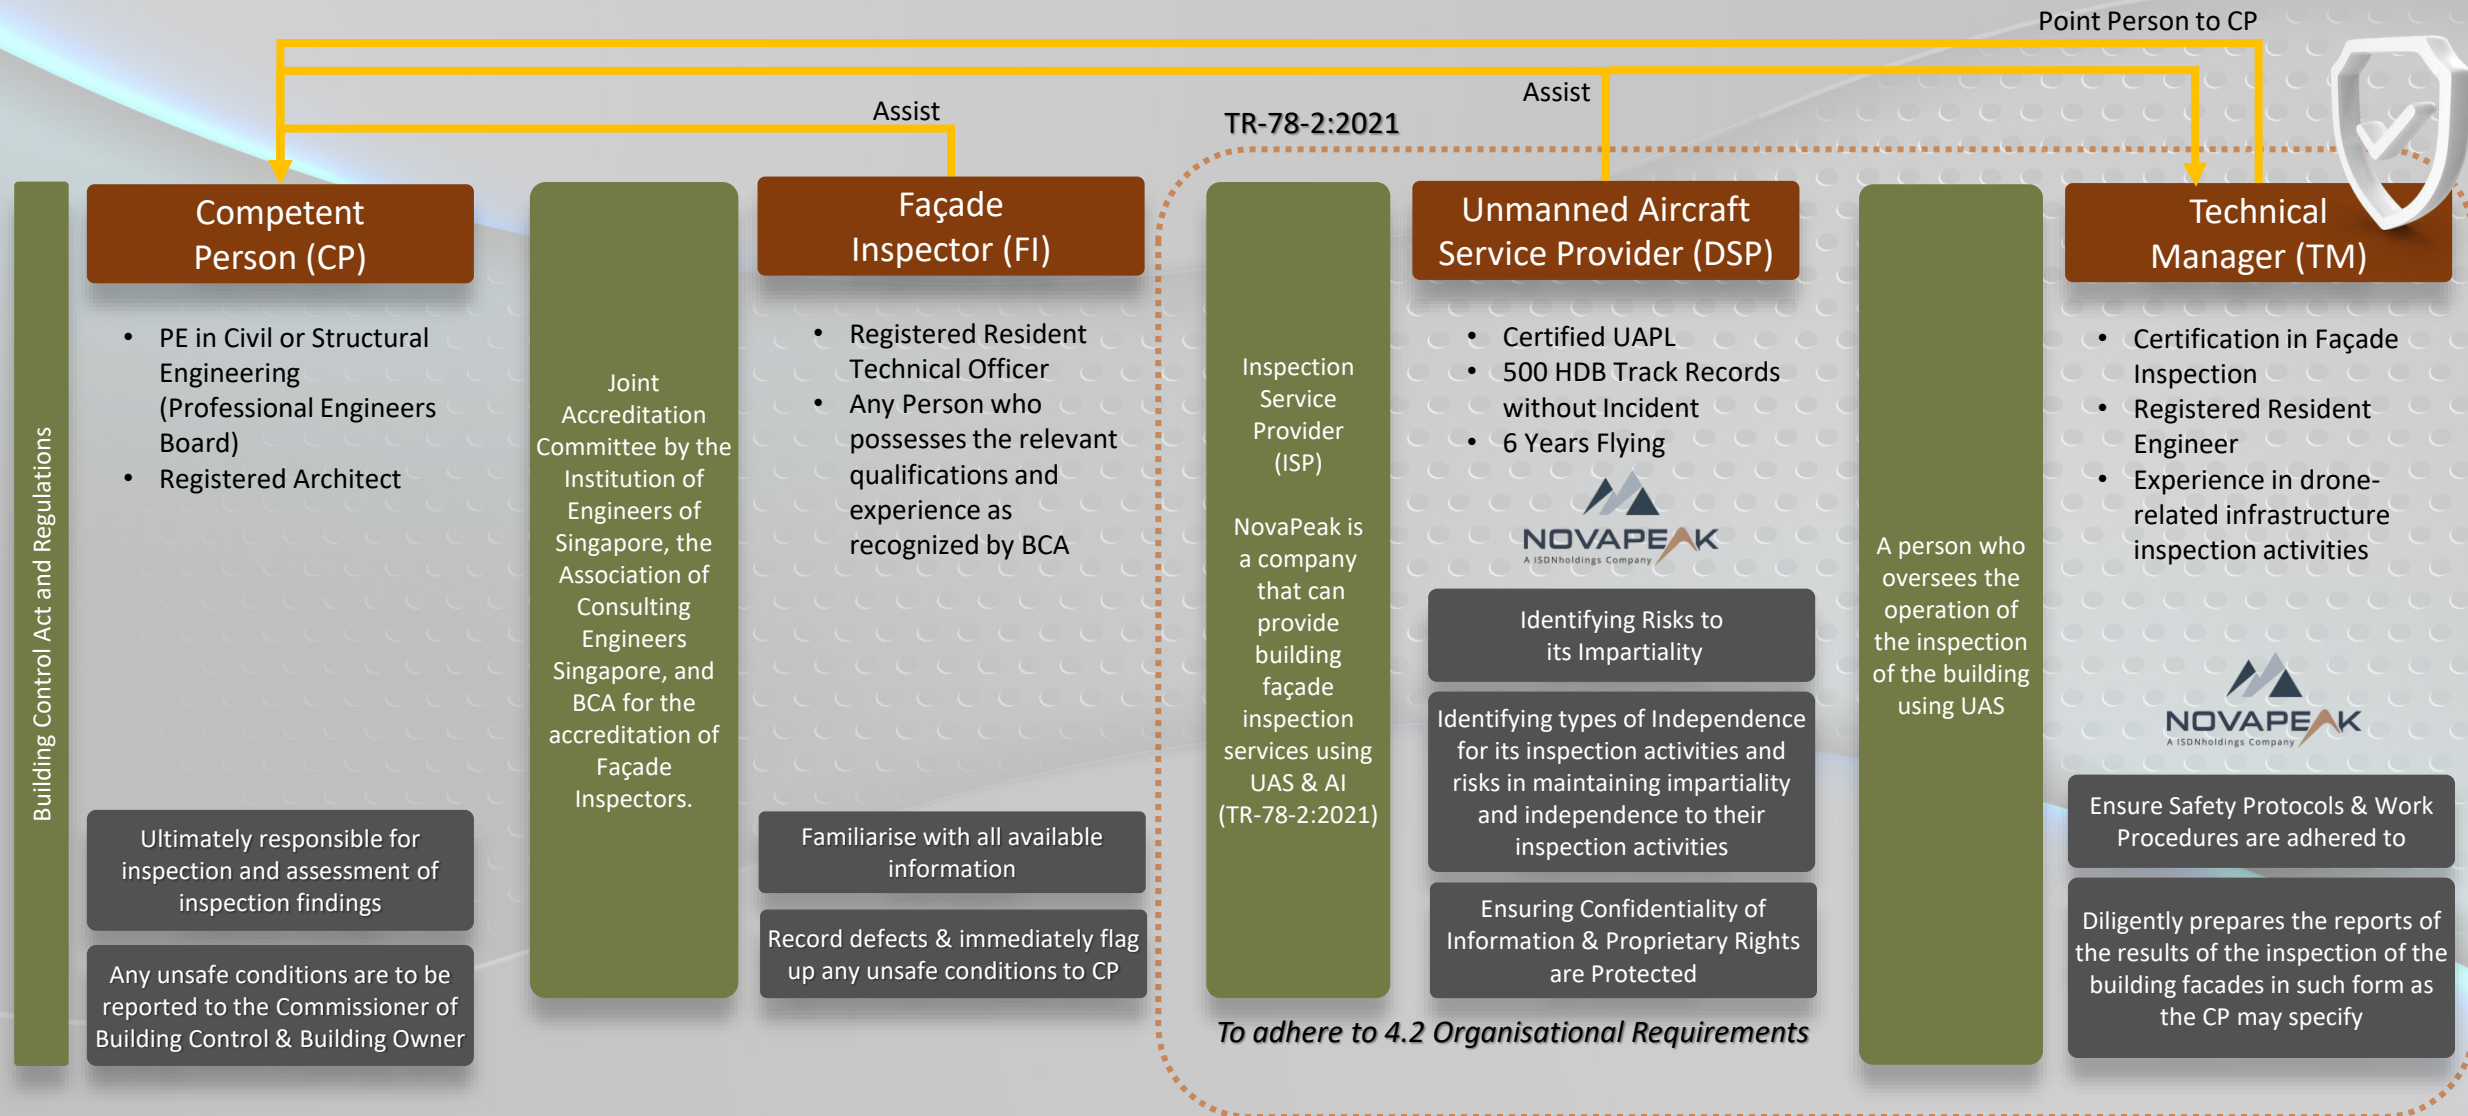 Point Person to CP
Assist
Assist
TR-78-2:2021
Building Control Act and Regulations
Competent
Person (CP)
• PE in Civil or Structural
Engineering
(Professional Engineers
Board)
• Registered Architect
Ultimately responsible for
inspection and assessment of
inspection findings
Any unsafe conditions are to be
reported to the Commissioner of
Building Control & Building Owner
Joint
Accreditation
Committee by the
Institution of
Engineers of
Singapore, the
Association of
Consulting
Engineers
Singapore, and
BCA for the
accreditation of
Façade
Inspectors.
Façade
Inspector (FI)
• Registered Resident
Technical Officer
• Any Person who
possesses the relevant
qualifications and
experience as
recognized by BCA
Familiarise with all available
information
Record defects & immediately flag
up any unsafe conditions to CP
Inspection
Service
Provider
(ISP)
NovaPeak is
a company
that can
provide
building
façade
inspection
services using
UAS & AI
(TR-78-2:2021)
Unmanned Aircraft
Service Provider (DSP)
• Certified UAPL
• 500 HDB Track Records
without Incident
• 6 Years Flying
NOVAPEAK
A ISDNholdings Company
Identifying Risks to
its Impartiality
Identifying types of Independence
for its inspection activities and
risks in maintaining impartiality
and independence to their
inspection activities
Ensuring Confidentiality of
Information & Proprietary Rights
are Protected
To adhere to 4.2 Organisational Requirements
A person who
oversees the
operation of
the inspection
of the building
using UAS
Technical
Manager (TM)
• Certification in Façade
Inspection
• Registered Resident
Engineer
• Experience in drone-
related infrastructure
inspection activities
NOVAPEAK
A ISDNholdings Company
Ensure Safety Protocols & Work
Procedures are adhered to
Diligently prepares the reports of
the results of the inspection of the
building facades in such form as
the CP may specify